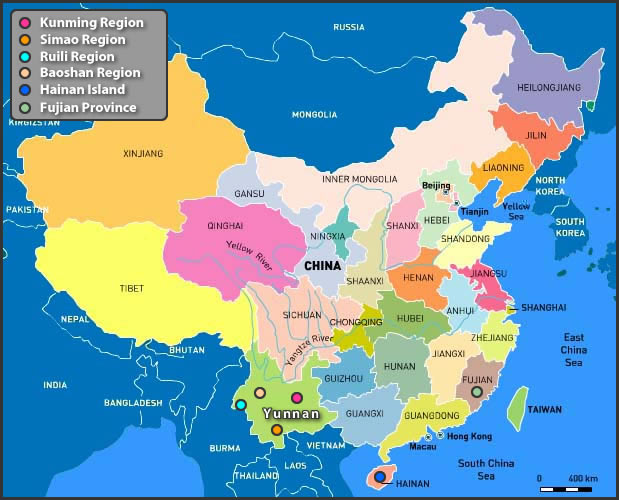 Kunming Region
Simao Region
Ruili Region
Baoshan Region
Hainan Island
Fujian Province
RUSSIA
HEILONGJIANG
KIRGIZSTAN
MONGOLIA
JILIN
XINJIANG
LIAONING
INNER MONGOLIA
Beijing
NORTH
KOREA
GANSU
PAKISTAN
Tianjin
Yellow
Sea
SOUTH
KOREA
QINGHAI
NINGXIA
SHANXI
HEBEI
SHANDONG
Yellow River
CHINA
SHAANXI
HENAN
JIANGSU
TIBET
SICHUAN
CHONGQING
HUBEI
ANHUI
SHANGHAI
NEPAL
Yangtze River
ZHEJIANG
East
China
Sea
BHUTAN
JIANGXI
HUNAN
GUIZHOU
FUJIAN
INDIA
BANGLADESH
Yunnan
GUANGXI
GUANGDONG
TAIWAN
BURMA
VIETNAM
Macau
Hong Kong
LAOS
THAILAND
South China
Sea
HAINAN
0 400 km